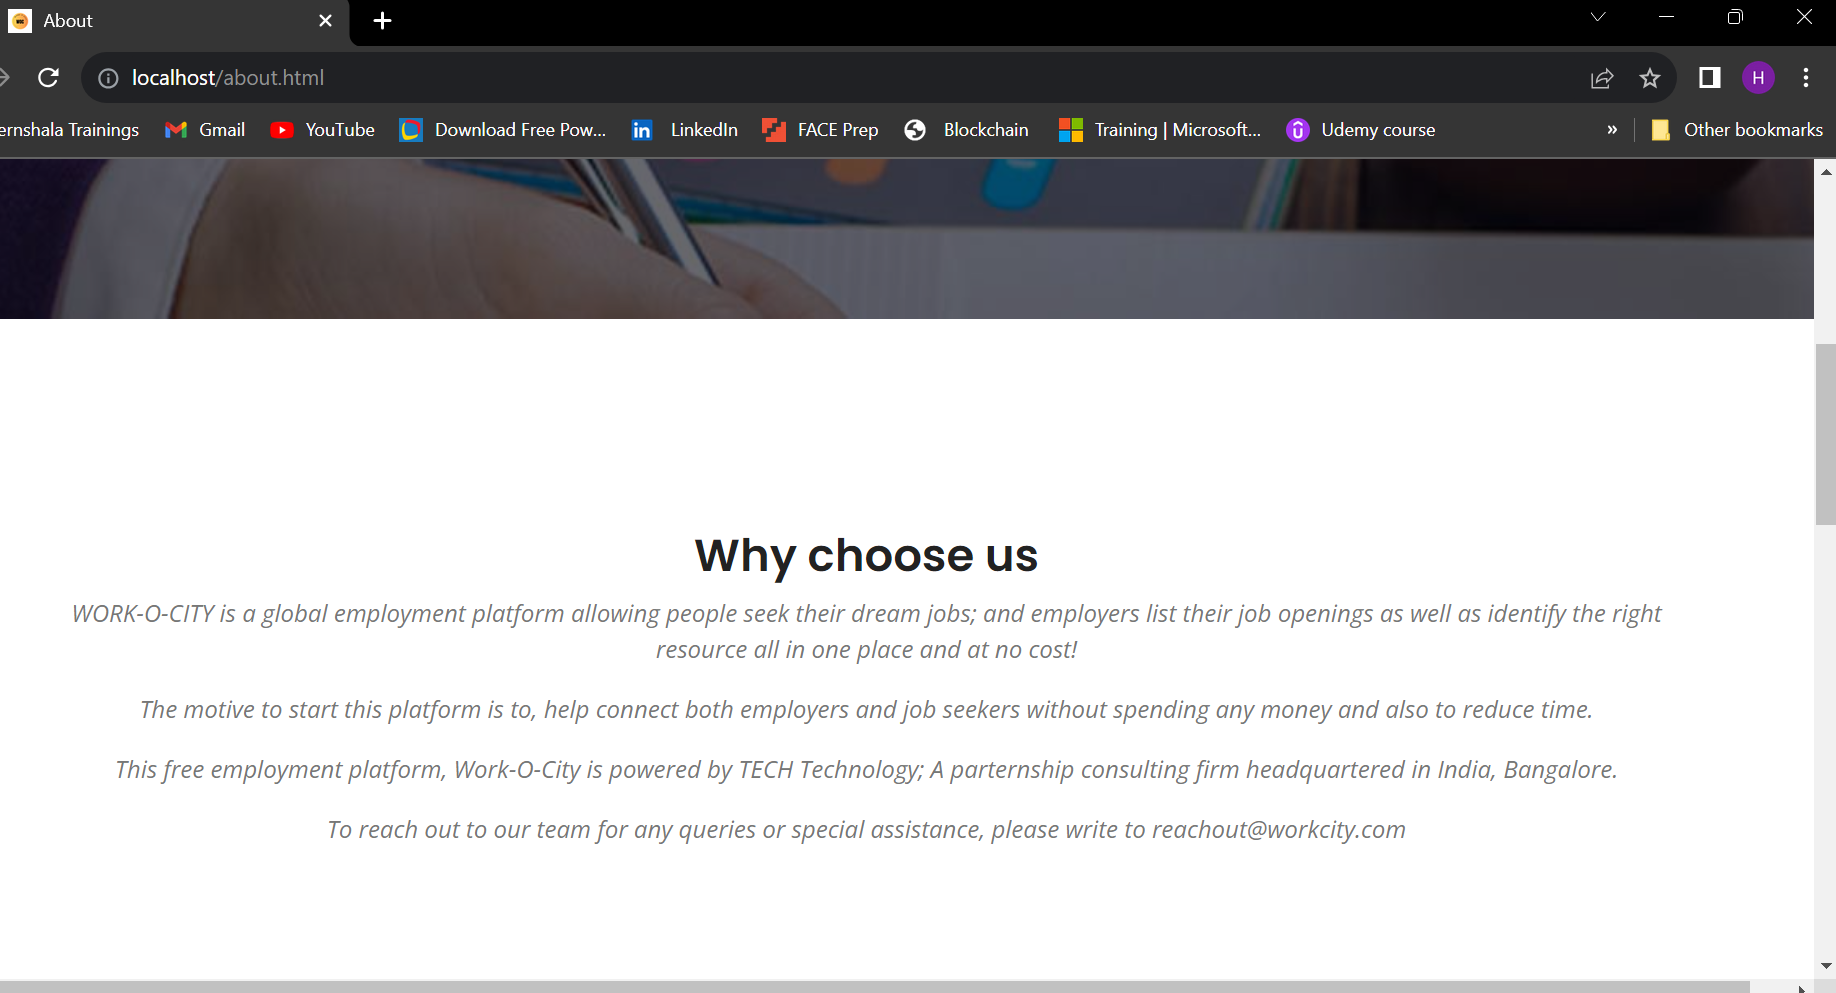 About
localhost/about.html
H
ernshala Trainings Gmail YouTube Download Free Pow... LinkedIn FACE Prep Blockchain Training | Microsoft... Udemy course » Other bookmarks
Why choose us
WORK-O-CITY is a global employment platform allowing people seek their dream jobs; and employers list their job openings as well as identify the right
resource all in one place and at no cost!
The motive to start this platform is to, help connect both employers and job seekers without spending any money and also to reduce time.
This free employment platform, Work-O-City is powered by TECH Technology; A parternship consulting firm headquartered in India, Bangalore.
To reach out to our team for any queries or special assistance, please write to reachout@workcity.com